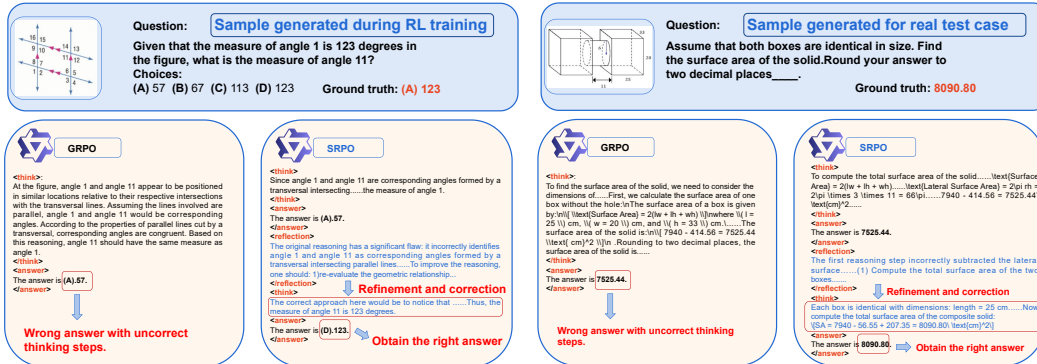 Question:
Sample generated during RL training
Given that the measure of angle 1 is 123 degrees in
the figure, what is the measure of angle 11?
Choices:
(A) 57 (B) 67 (C) 113 (D) 123
Ground truth: (A) 123
16 15
9 10
14 13
11 12
8 7
1 2
6 5
3 4
Question:
Sample generated for real test case
Assume that both boxes are identical in size. Find
the surface area of the solid.Round your answer to
two decimal places____.
Ground truth: 8090.80
GRPO
<think>:
At the figure, angle 1 and angle 11 appear to be positioned
in similar locations relative to their respective intersections
with the transversal lines. Assuming the lines involved are
parallel, angle 1 and angle 11 would be corresponding
angles. According to the properties of parallel lines cut by a
transversal, corresponding angles are congruent. Based on
this reasoning, angle 11 should have the same measure as
angle 1.
</think>
<answer>
The answer is (A).57.
</answer>
Wrong answer with uncorrect
thinking steps.
SRPO
<think>
Since angle 1 and angle 11 are corresponding angles formed by a
transversal intersecting......the measure of angle 1.
</think>
<answer>
The answer is (A).57.
</answer>
<reflection>
The original reasoning has a significant flaw: it incorrectly identifies
angle 1 and angle 11 as corresponding angles formed by a
transversal intersecting parallel lines......To improve the reasoning,
one should: 1)re-evaluate the geometric relationship...
</reflection>
Refinement and correction
<think>
The correct approach here would be to notice that ......Thus, the
measure of angle 11 is 123 degrees.
<answer>
The answer is (D).123.
</answer>
Obtain the right answer
GRPO
<think>
To find the surface area of the solid, we need to consider the
dimensions of......First, we calculate the surface area of one
box without the hole:\nThe surface area of a box is given
by:\n\\[ \\text{Surface Area} = 2(lw + lh + wh) \\]\nwhere \\( l =
25 \\) cm, \\( w = 20 \\) cm, and \\( h = 33 \\) cm.\......The
surface area of the solid is:\n\\[ 7940 - 414.56 = 7525.44
\\text{ cm}^2 \\]\n .Rounding to two decimal places, the
surface area of the solid is......
</think>
<answer>
The answer is 7525.44.
</answer>
Wrong answer with uncorrect thinking
steps.
SRPO
<think>
To compute the total surface area of the solid......\text{Surface
Area} = 2(lw + lh + wh)......\text{Lateral Surface Area} = 2\pi rh =
2\pi \times 3 \times 11 = 66\pi......7940 - 414.56 = 7525.44
\text{cm}^2......
</think>
<answer>
The answer is 7525.44.
</answer>
<reflection>
The first reasoning step incorrectly subtracted the lateral
surface......(1) Compute the total surface area of the two
boxes......
</reflection>
Refinement and correction
<think>
Each box is identical with dimensions: length = 25 cm......Now
compute the total surface area of the composite solid:
\[SA = 7940 - 56.55 + 207.35 = 8090.80\ \text{cm}^2\]
<answer>
The answer is 8090.80.
</answer>
Obtain the right answer